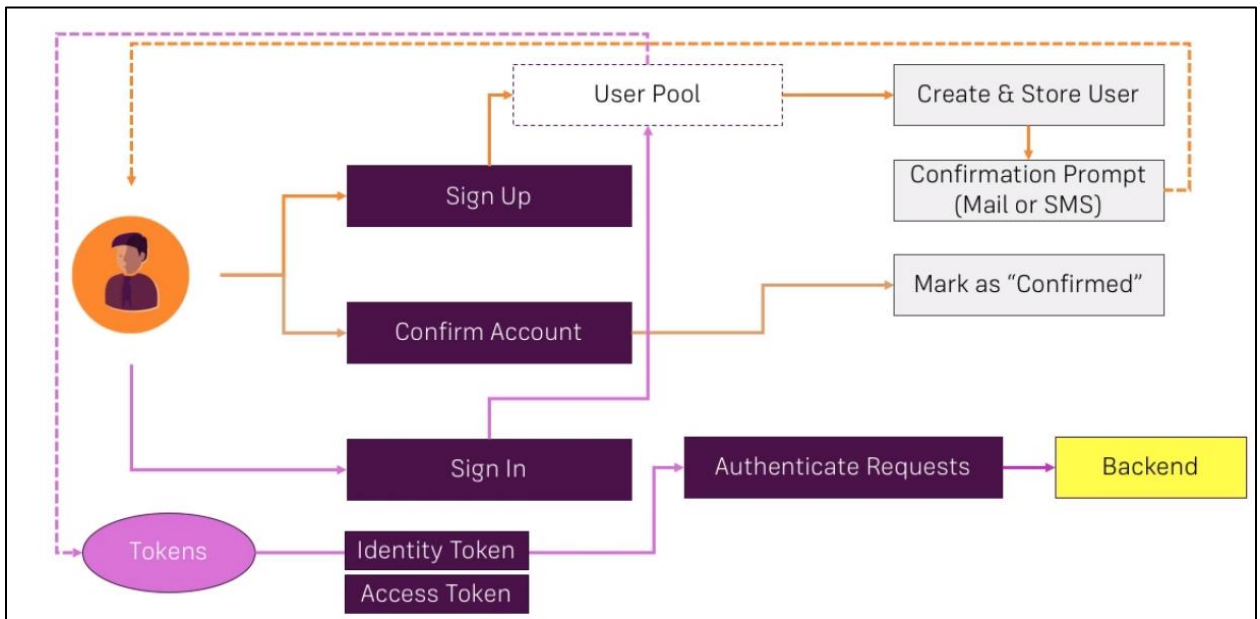 User Pool
Create & Store User
Sign Up
Confirmation Prompt
(Mail or SMS)
Confirm Account
Mark as “Confirmed”
Sign In
Authenticate Requests
Backend
Tokens
Identity Token
Access Token